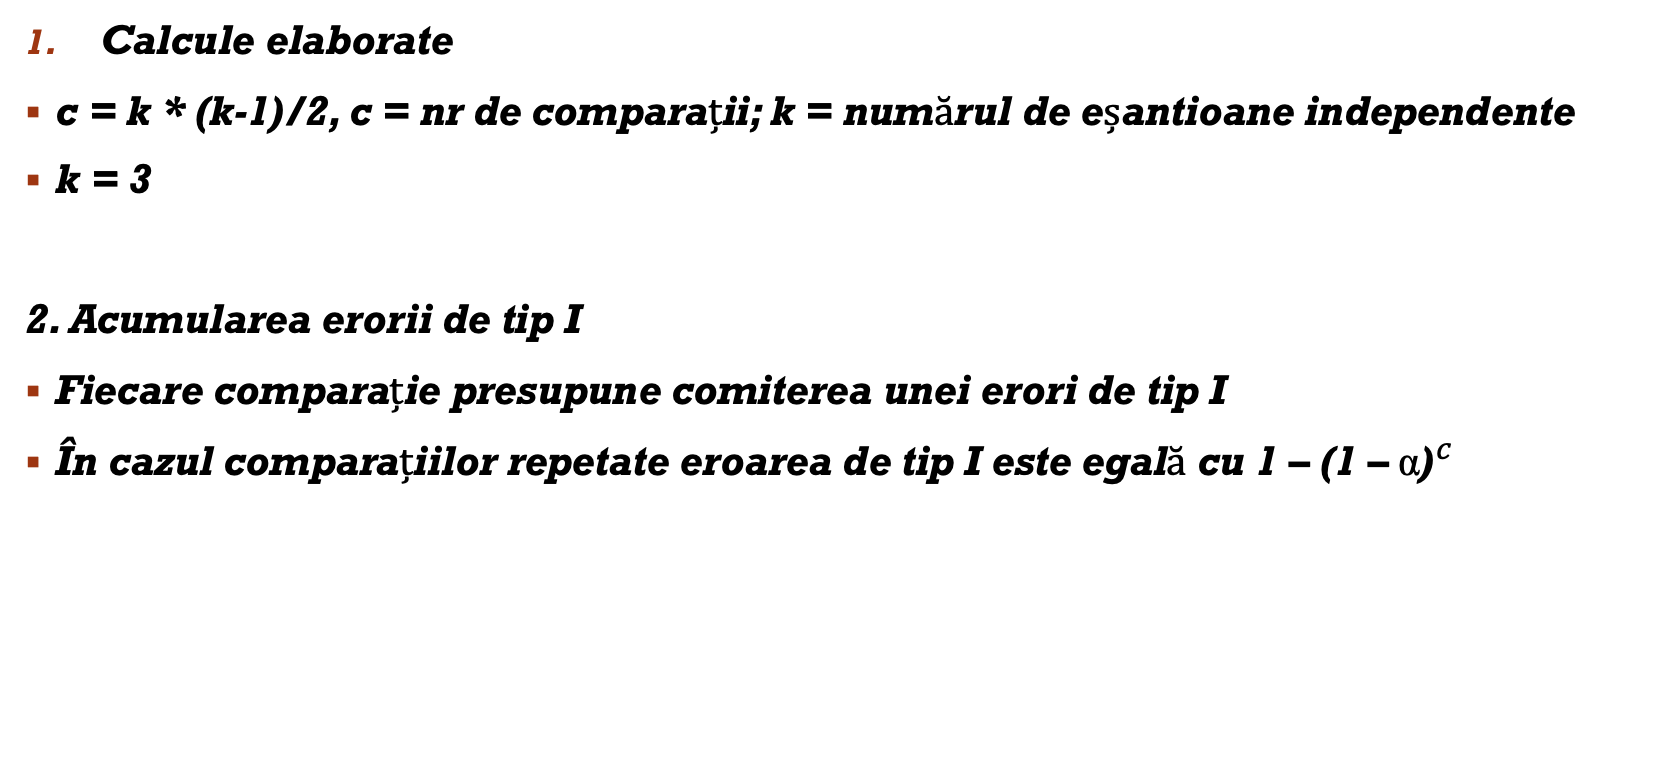 1. Calcule elaborate
▪ c = k * (k-1)/2, c = nr de comparații; k = numărul de eșantioane independente
▪ k = 3
2. Acumularea erorii de tip I
▪ Fiecare comparație presupune comiterea unei erori de tip I
▪ În cazul comparațiilor repetate eroarea de tip I este egală cu 1 – (1 – α)ᶜ